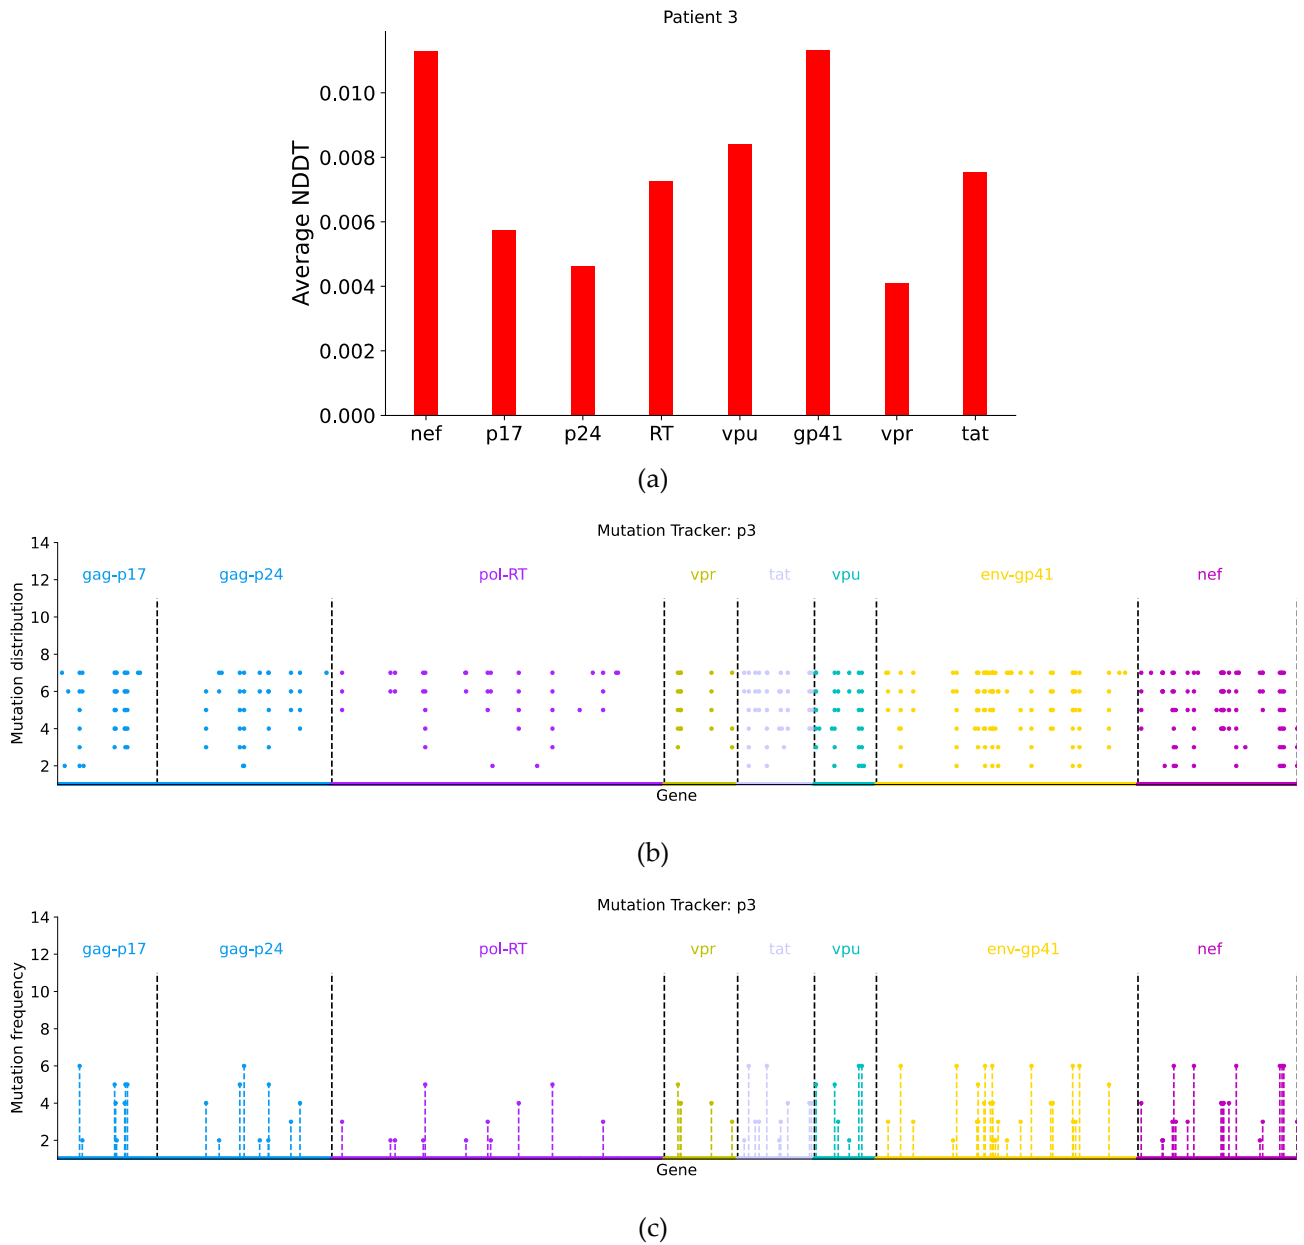 Patient 3
Average NDDT
0.010
0.008
0.006
0.004
0.002
0.000
nef p17 p24 RT vpu gp41 vpr tat
(a)
Mutation Tracker: p3
Mutation distribution
14
12
10
8
6
4
2
gag-p17 gag-p24 pol-RT vpr tat vpu env-gp41 nef
Gene
(b)
Mutation Tracker: p3
Mutation frequency
14
12
10
8
6
4
2
gag-p17 gag-p24 pol-RT vpr tat vpu env-gp41 nef
Gene
(c)